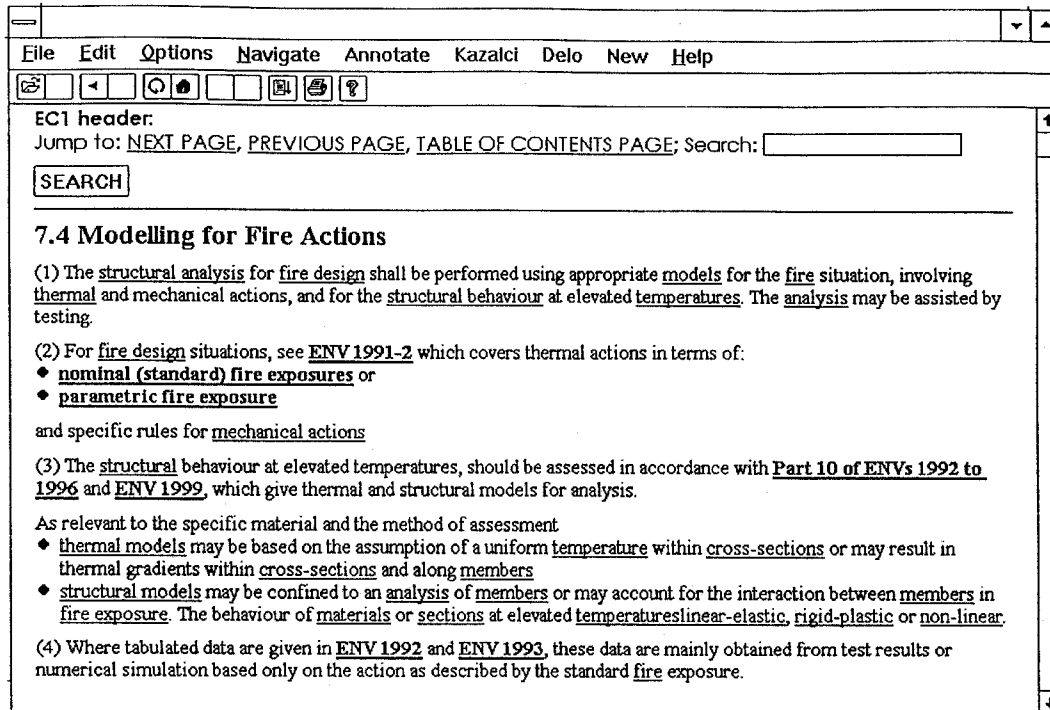 File Edit Options Navigate Annotate Kazalci Delo New Help
EC1 header:
Jump to: NEXT PAGE, PREVIOUS PAGE, TABLE OF CONTENTS PAGE; Search:
SEARCH
7.4 Modelling for Fire Actions
(1) The structural analysis for fire design shall be performed using appropriate models for the fire situation, involving
thermal and mechanical actions, and for the structural behaviour at elevated temperatures. The analysis may be assisted by
testing.
(2) For fire design situations, see ENV 1991-2 which covers thermal actions in terms of:
◆ nominal (standard) fire exposures or
◆ parametric fire exposure
and specific rules for mechanical actions
(3) The structural behaviour at elevated temperatures, should be assessed in accordance with Part 10 of ENVs 1992 to
1996 and ENV 1999, which give thermal and structural models for analysis.
As relevant to the specific material and the method of assessment
◆ thermal models may be based on the assumption of a uniform temperature within cross-sections or may result in
thermal gradients within cross-sections and along members
◆ structural models may be confined to an analysis of members or may account for the interaction between members in
fire exposure. The behaviour of materials or sections at elevated temperatureslinear-elastic, rigid-plastic or non-linear.
(4) Where tabulated data are given in ENV 1992 and ENV 1993, these data are mainly obtained from test results or
numerical simulation based only on the action as described by the standard fire exposure.